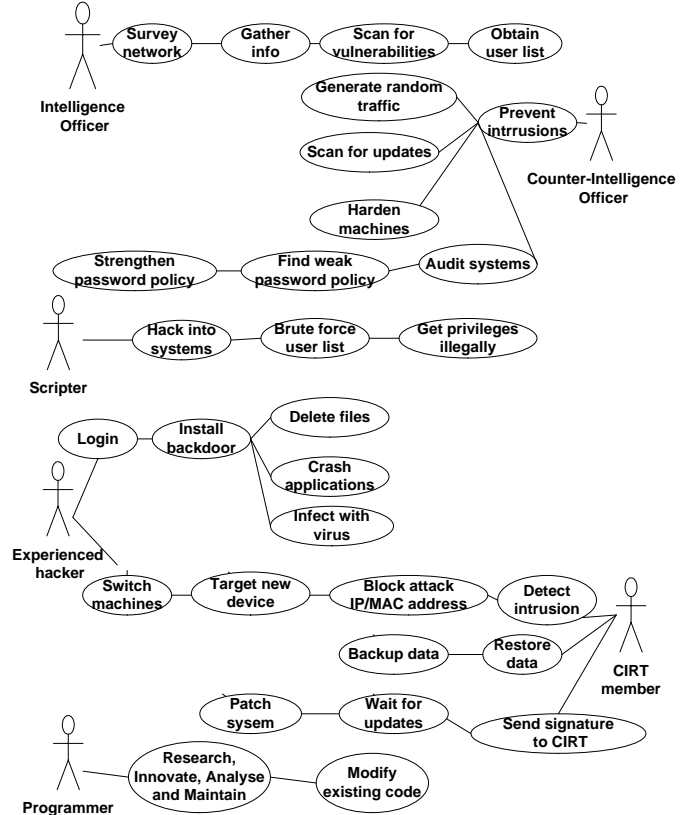 Survey
network
Gather
info
Scan for
vulnerabilities
Obtain
user list
Intelligence
Officer
Generate random
traffic
Prevent
intrrusions
Scan for updates
Counter-Intelligence
Officer
Harden
machines
Strengthen
password policy
Find weak
password policy
Audit systems
Hack into
systems
Brute force
user list
Get privileges
illegally
Scripter
Delete files
Login
Install
backdoor
Crash
applications
Infect with
virus
Experienced
hacker
Switch
machines
Target new
device
Block attack
IP/MAC address
Detect
intrusion
Backup data
Restore
data
CIRT
member
Patch
sysem
Wait for
updates
Send signature
to CIRT
Research,
Innovate, Analyse
and Maintain
Modify
existing code
Programmer